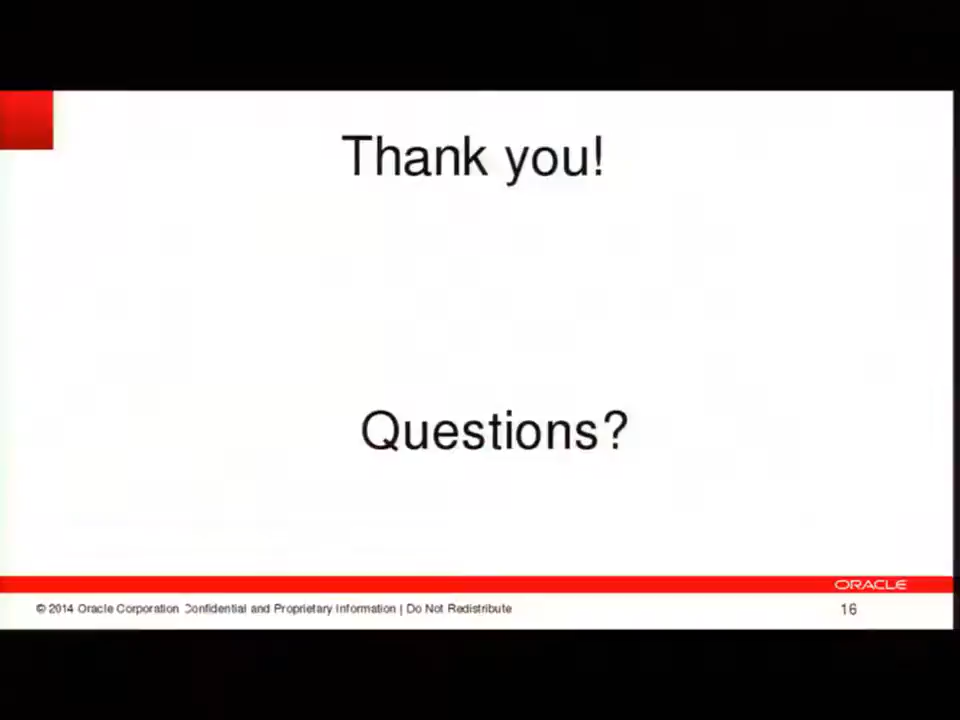 Thank you!
Questions?
ORACLE
© 2014 Oracle Corporation Confidential and Proprietary Information | Do Not Redistribute
16